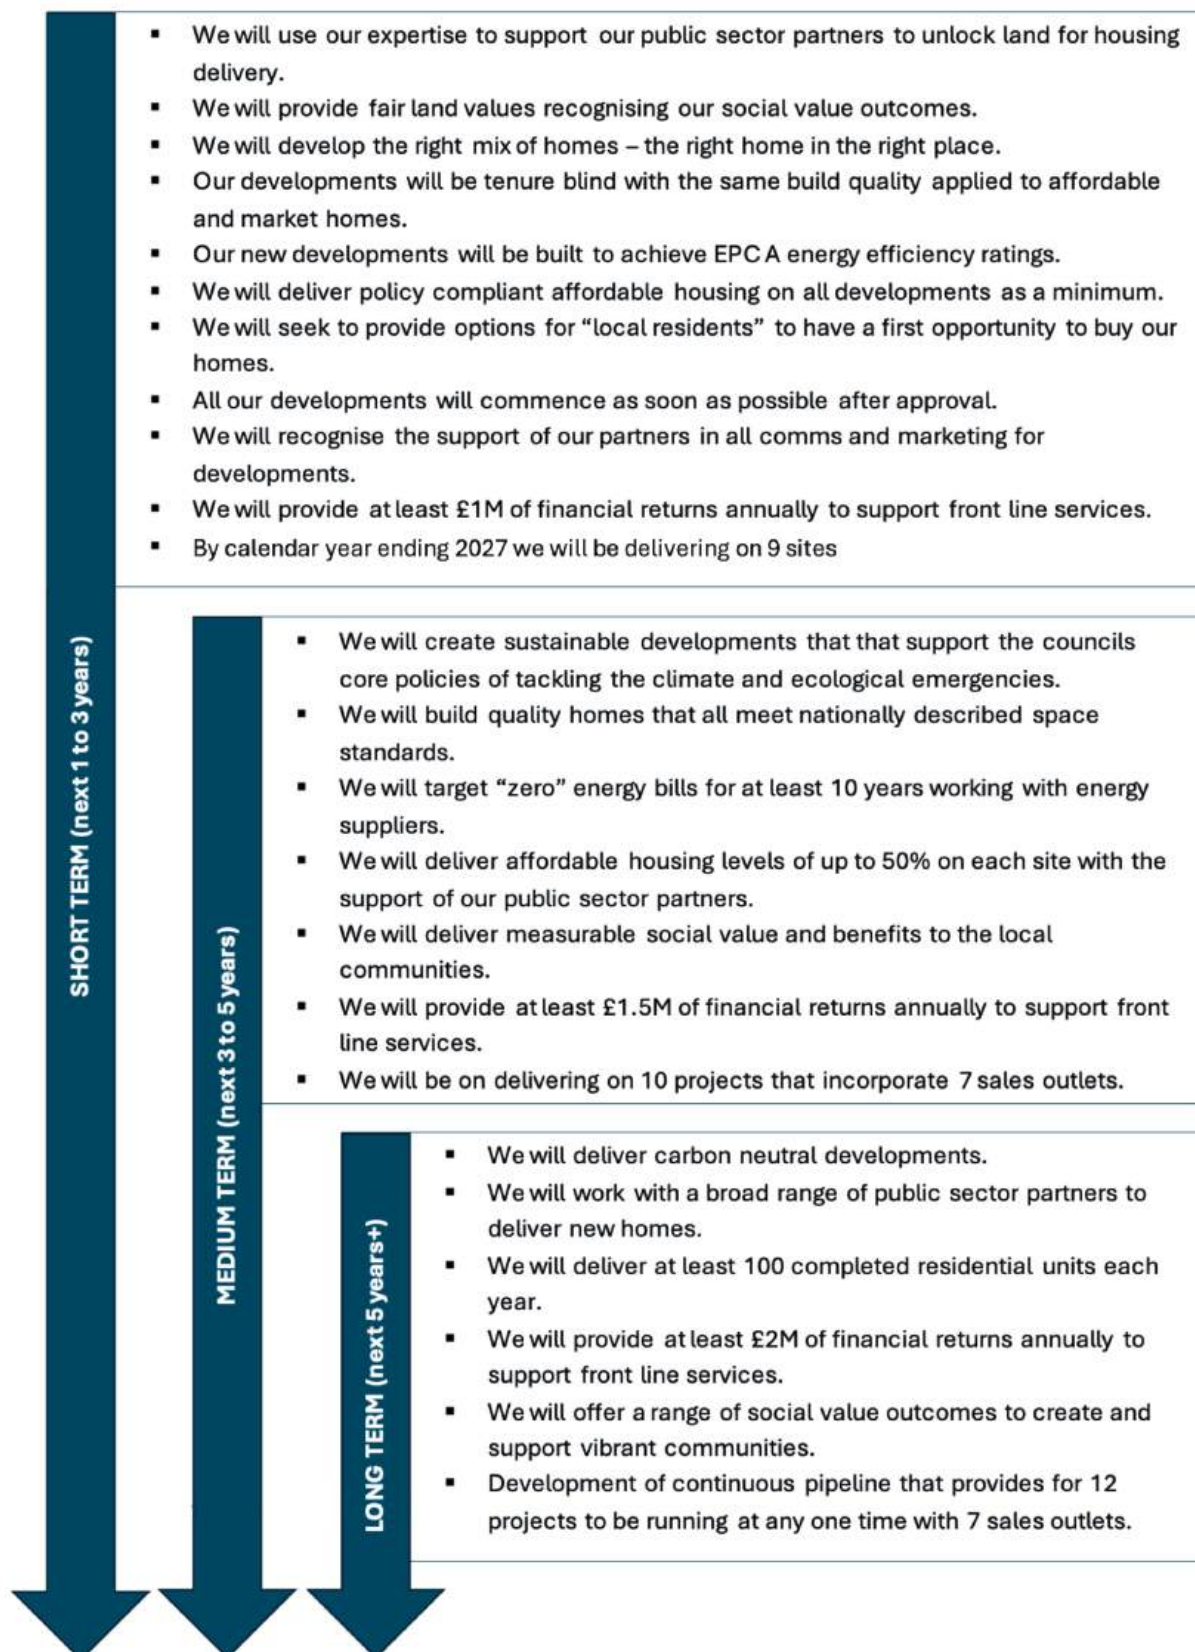 ▪ We will use our expertise to support our public sector partners to unlock land for housing
delivery.
▪ We will provide fair land values recognising our social value outcomes.
▪ We will develop the right mix of homes – the right home in the right place.
▪ Our developments will be tenure blind with the same build quality applied to affordable
and market homes.
▪ Our new developments will be built to achieve EPC A energy efficiency ratings.
▪ We will deliver policy compliant affordable housing on all developments as a minimum.
▪ We will seek to provide options for “local residents” to have a first opportunity to buy our
homes.
▪ All our developments will commence as soon as possible after approval.
▪ We will recognise the support of our partners in all comms and marketing for
developments.
▪ We will provide at least £1M of financial returns annually to support front line services.
▪ By calendar year ending 2027 we will be delivering on 9 sites
SHORT TERM (next 1 to 3 years)
▪ We will create sustainable developments that that support the councils
core policies of tackling the climate and ecological emergencies.
▪ We will build quality homes that all meet nationally described space
standards.
▪ We will target “zero” energy bills for at least 10 years working with energy
suppliers.
▪ We will deliver affordable housing levels of up to 50% on each site with the
support of our public sector partners.
▪ We will deliver measurable social value and benefits to the local
communities.
▪ We will provide at least £1.5M of financial returns annually to support front
line services.
▪ We will be on delivering on 10 projects that incorporate 7 sales outlets.
MEDIUM TERM (next 3 to 5 years)
▪ We will deliver carbon neutral developments.
▪ We will work with a broad range of public sector partners to
deliver new homes.
▪ We will deliver at least 100 completed residential units each
year.
▪ We will provide at least £2M of financial returns annually to
support front line services.
▪ We will offer a range of social value outcomes to create and
support vibrant communities.
▪ Development of continuous pipeline that provides for 12
projects to be running at any one time with 7 sales outlets.
LONG TERM (next 5 years+)